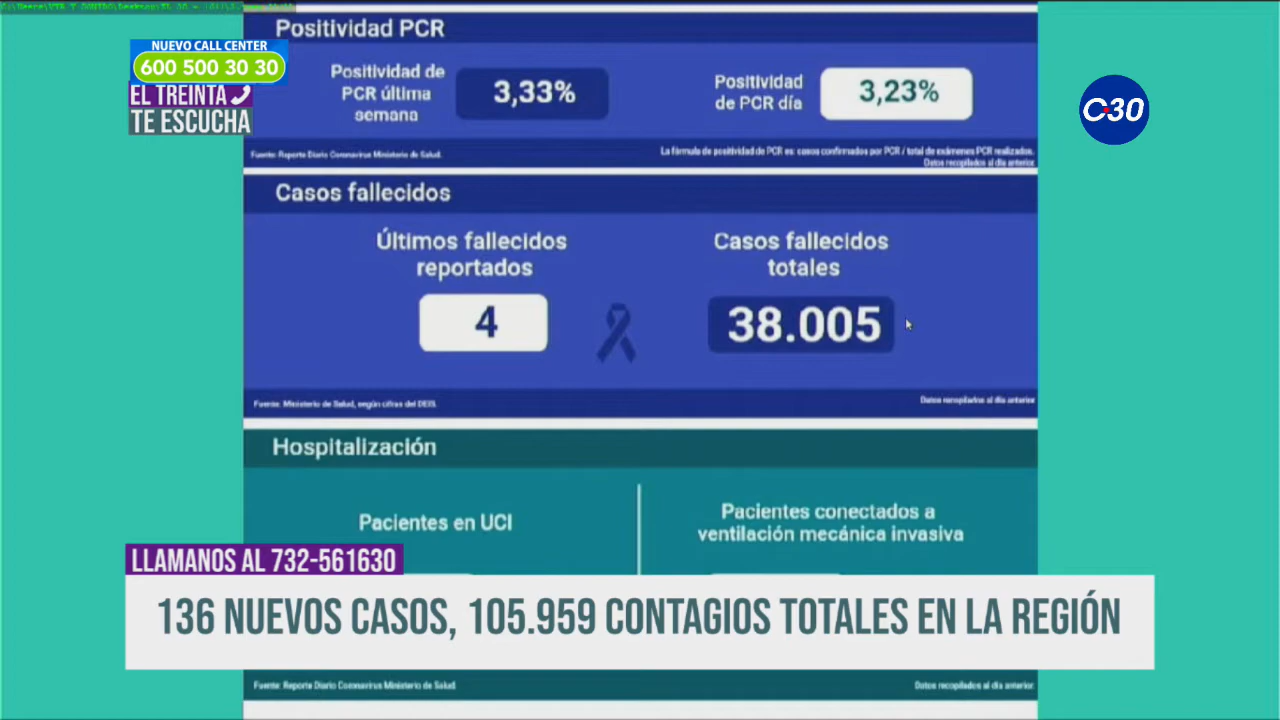 Positividad PCR
NUEVO CALL CENTER
600 500 30 30
EL TREINTA
TE ESCUCHA
Positividad de
PCR última
semana
3,33%
Positividad
de PCR día
3,23%
C30
Fuente: Reporte Diario Coronavirus Ministerio de Salud.
La fórmula de positividad de PCR es: casos confirmados por PCR / total de exámenes PCR realizados.
Datos recopilados al día anterior.
Casos fallecidos
Últimos fallecidos
reportados
4
Casos fallecidos
totales
38.005
Fuente: Ministerio de Salud, según cifras del DEIS.
Datos recopilados al día anterior
Hospitalización
Pacientes en UCI
Pacientes conectados a
ventilación mecánica invasiva
LLAMANOS AL 732-561630
136 NUEVOS CASOS, 105.959 CONTAGIOS TOTALES EN LA REGIÓN
Fuente: Reporte Diario Coronavirus Ministerio de Salud.
Datos recopilados al día anterior.